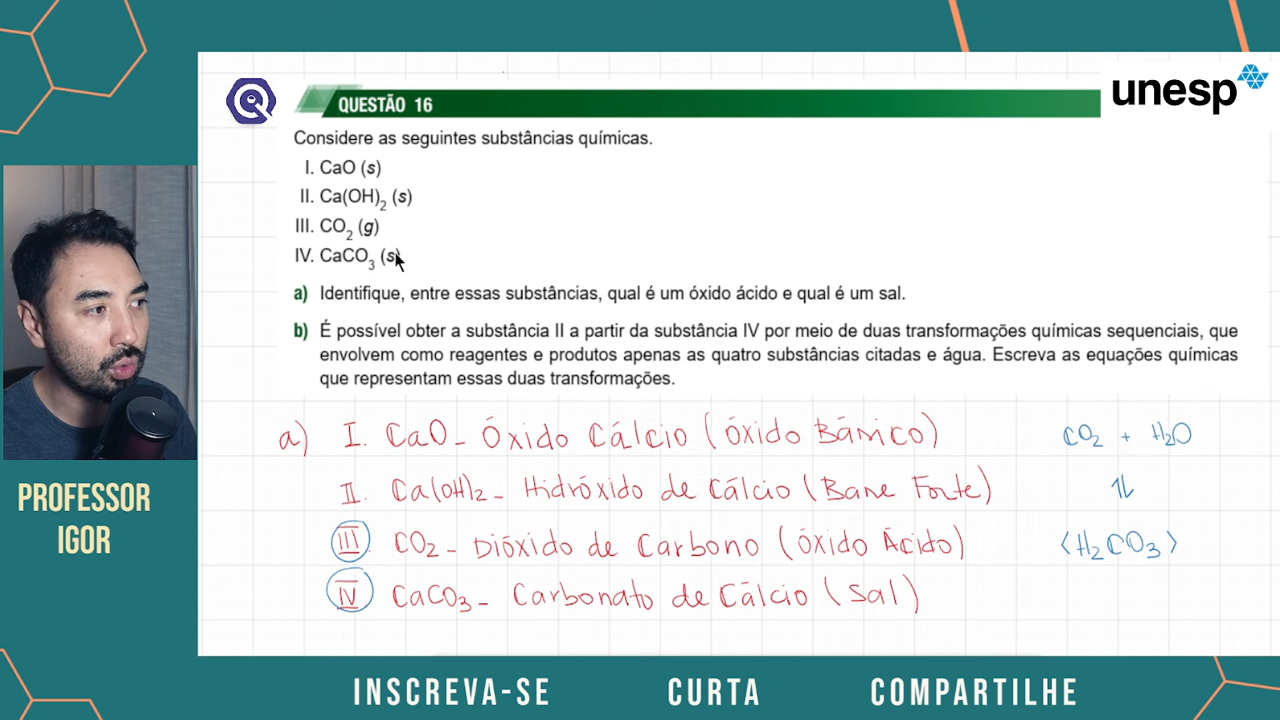 unesp
QUESTÃO 16
Considere as seguintes substâncias químicas.
I. CaO (s)
II. Ca(OH)2 (s)
III. CO2 (g)
IV. CaCO3 (s)
a) Identifique, entre essas substâncias, qual é um óxido ácido e qual é um sal.
b) É possível obter a substância II a partir da substância IV por meio de duas transformações químicas sequenciais, que
envolvem como reagentes e produtos apenas as quatro substâncias citadas e água. Escreva as equações químicas
que representam essas duas transformações.
a) I. CaO - Óxido Cálcio (Óxido Básico)
II. Ca(OH)2 - Hidróxido de Cálcio (Base Forte)
III CO2 - Dióxido de Carbono (Óxido Ácido)
IV CaCO3 - Carbonato de Cálcio (Sal)
CO2 + H2O
⇅
<H2CO3>
PROFESSOR
IGOR
INSCREVA-SE CURTA COMPARTILHE